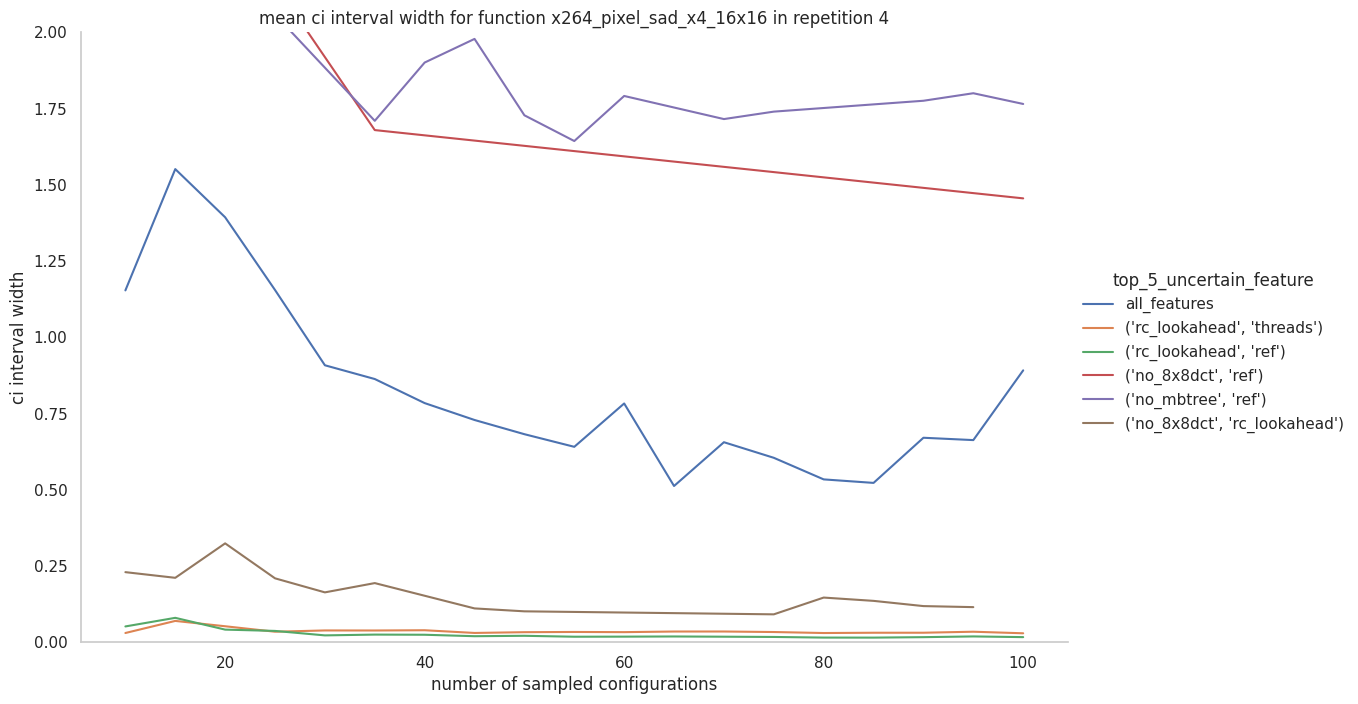 mean ci interval width for function x264_pixel_sad_x4_16x16 in repetition 4
2.00
1.75
1.50
1.25
1.00
0.75
0.50
0.25
0.00
ci interval width
20
40
60
80
100
number of sampled configurations
top_5_uncertain_feature
all_features
('rc_lookahead', 'threads')
('rc_lookahead', 'ref')
('no_8x8dct', 'ref')
('no_mbtree', 'ref')
('no_8x8dct', 'rc_lookahead')